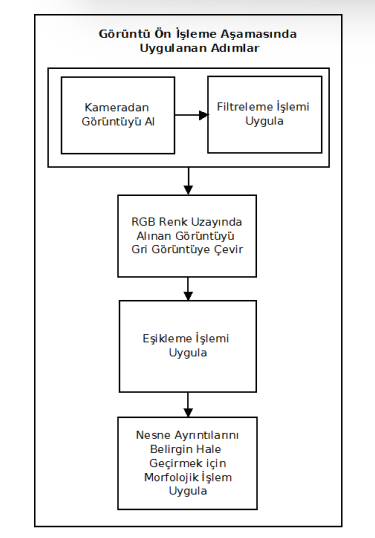 Görüntü Ön İşleme Aşamasında
Uygulanan Adımlar
Kameradan
Görüntüyü Al
Filtreleme İşlemi
Uygula
RGB Renk Uzayında
Alınan Görüntüyü
Gri Görüntüye Çevir
Eşikleme İşlemi
Uygula
Nesne Ayrıntılarını
Belirgin Hale
Geçirmek için
Morfolojik İşlem
Uygula